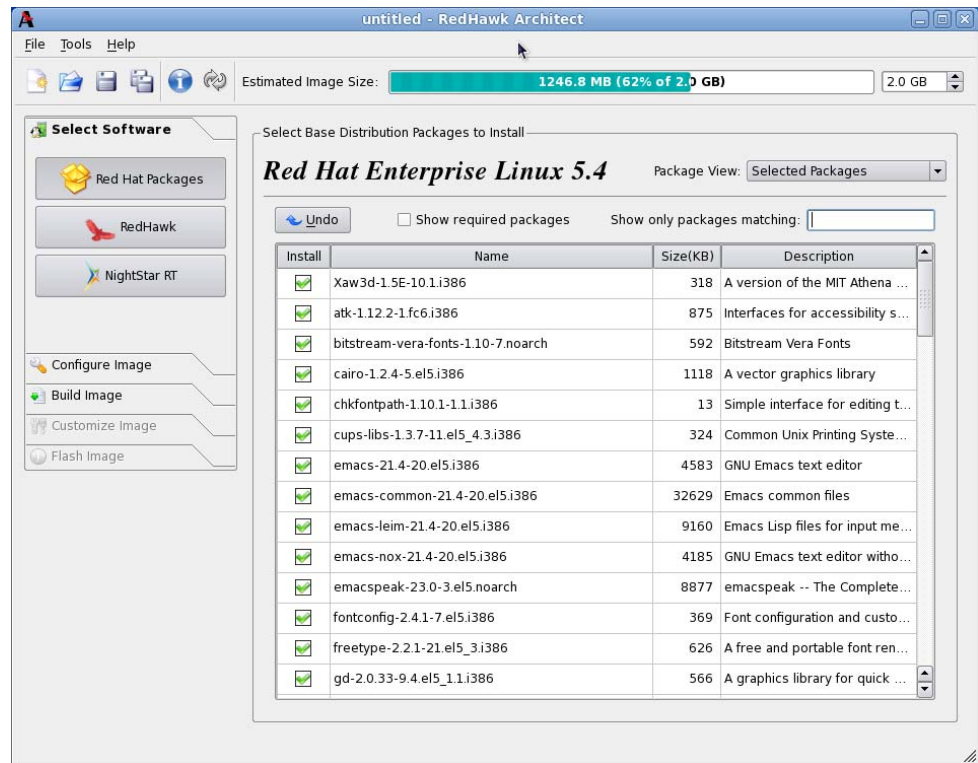 untitled - RedHawk Architect
File Tools Help
Estimated Image Size: 1246.8 MB (62% of 2.0 GB) 2.0 GB
Select Software
Red Hat Packages
RedHawk
NightStar RT
Configure Image
Build Image
Customize Image
Flash Image
Select Base Distribution Packages to Install
Red Hat Enterprise Linux 5.4 Package View: Selected Packages
Undo Show required packages Show only packages matching:
Install Name Size(KB) Description
Xaw3d-1.5E-10.1.i386 318 A version of the MIT Athena ...
atk-1.12.2-1.fc6.i386 875 Interfaces for accessibility s...
bitstream-vera-fonts-1.10-7.noarch 592 Bitstream Vera Fonts
cairo-1.2.4-5.el5.i386 1118 A vector graphics library
chkfontpath-1.10.1-1.1.i386 13 Simple interface for editing t...
cups-libs-1.3.7-11.el5_4.3.i386 324 Common Unix Printing Syste...
emacs-21.4-20.el5.i386 4583 GNU Emacs text editor
emacs-common-21.4-20.el5.i386 32629 Emacs common files
emacs-leim-21.4-20.el5.i386 9160 Emacs Lisp files for input me...
emacs-nox-21.4-20.el5.i386 4185 GNU Emacs text editor witho...
emacspeak-23.0-3.el5.noarch 8877 emacspeak -- The Complete...
fontconfig-2.4.1-7.el5.i386 369 Font configuration and custo...
freetype-2.2.1-21.el5_3.i386 626 A free and portable font ren...
gd-2.0.33-9.4.el5_1.1.i386 566 A graphics library for quick ...